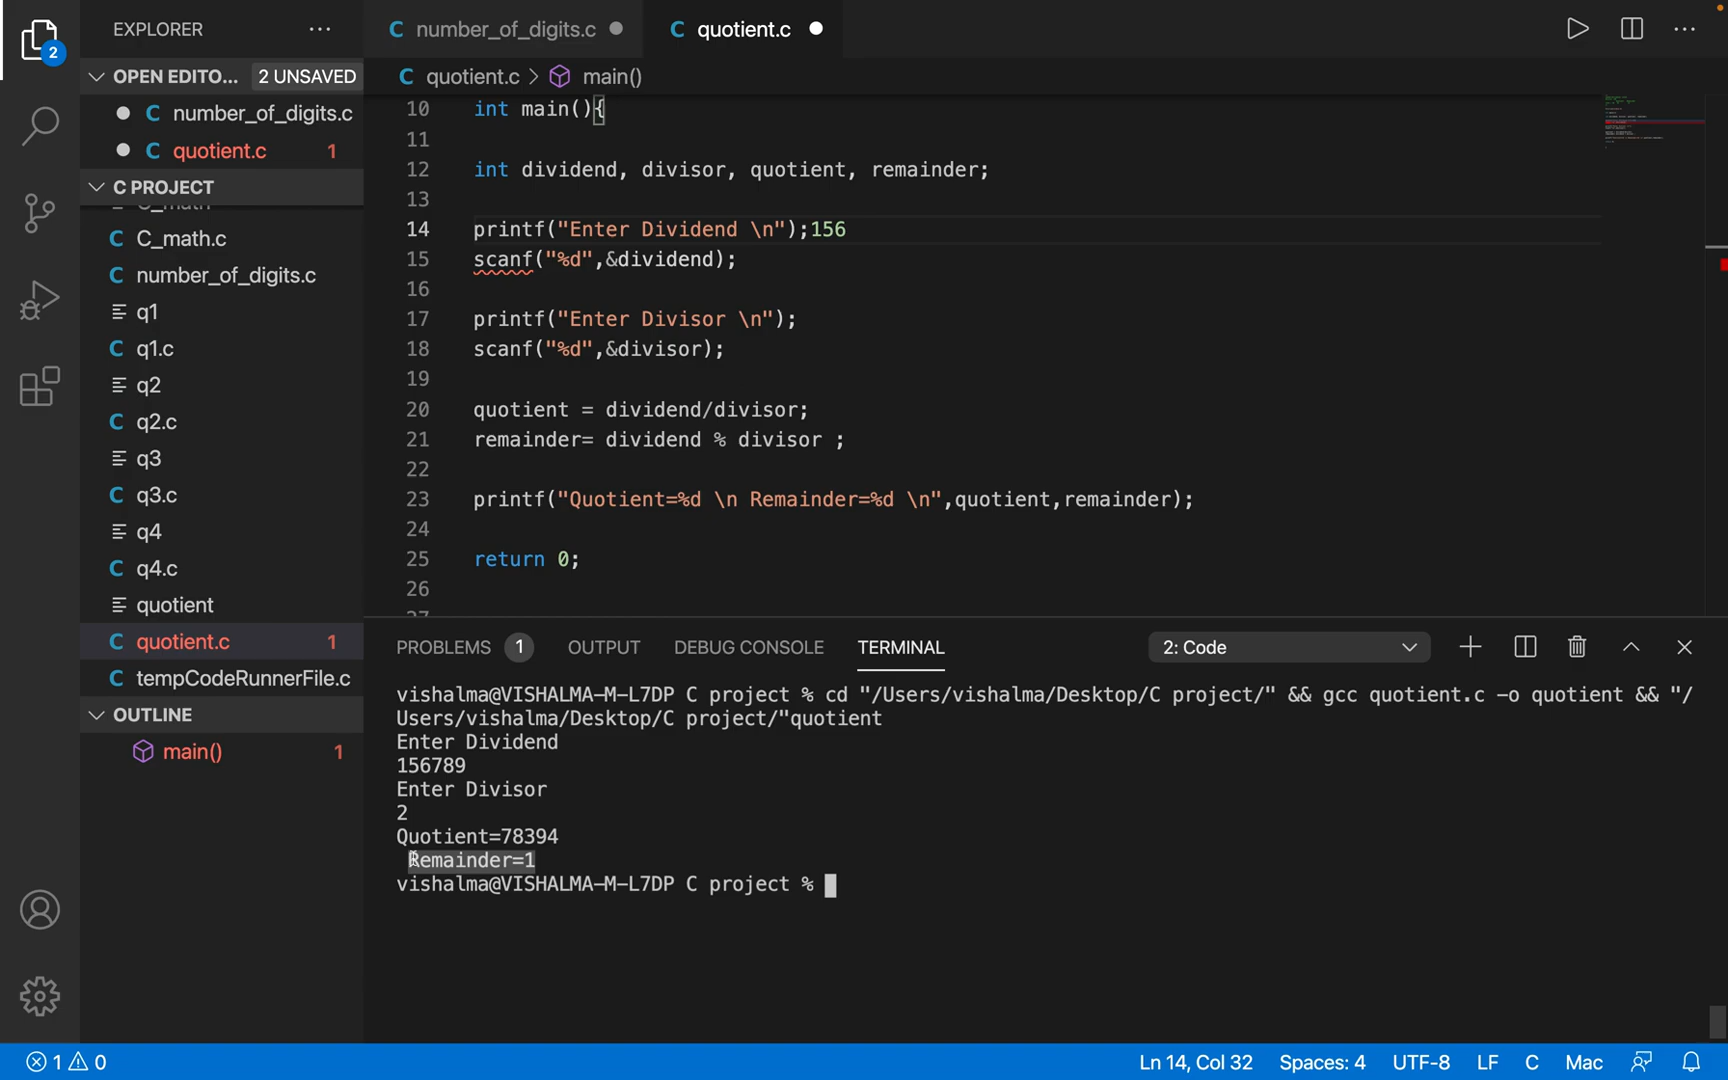 EXPLORER ...
2
OPEN EDITO... 2 UNSAVED
C number_of_digits.c
C quotient.c 1
C PROJECT
C_math
C C_math.c
C number_of_digits.c
q1
C q1.c
q2
C q2.c
q3
C q3.c
q4
C q4.c
quotient
C quotient.c 1
C tempCodeRunnerFile.c
OUTLINE
main() 1
C number_of_digits.c C quotient.c
C quotient.c > main()
10 int main(){
11
12 int dividend, divisor, quotient, remainder;
13
14 printf("Enter Dividend \n");156
15 scanf("%d",&dividend);
16
17 printf("Enter Divisor \n");
18 scanf("%d",&divisor);
19
20 quotient = dividend/divisor;
21 remainder= dividend % divisor ;
22
23 printf("Quotient=%d \n Remainder=%d \n",quotient,remainder);
24
25 return 0;
26
27
PROBLEMS 1 OUTPUT DEBUG CONSOLE TERMINAL 2: Code
vishalma@VISHALMA-M-L7DP C project % cd "/Users/vishalma/Desktop/C project/" && gcc quotient.c -o quotient && "/
Users/vishalma/Desktop/C project/"quotient
Enter Dividend
156789
Enter Divisor
2
Quotient=78394
Remainder=1
vishalma@VISHALMA-M-L7DP C project %
1 0 Ln 14, Col 32 Spaces: 4 UTF-8 LF C Mac